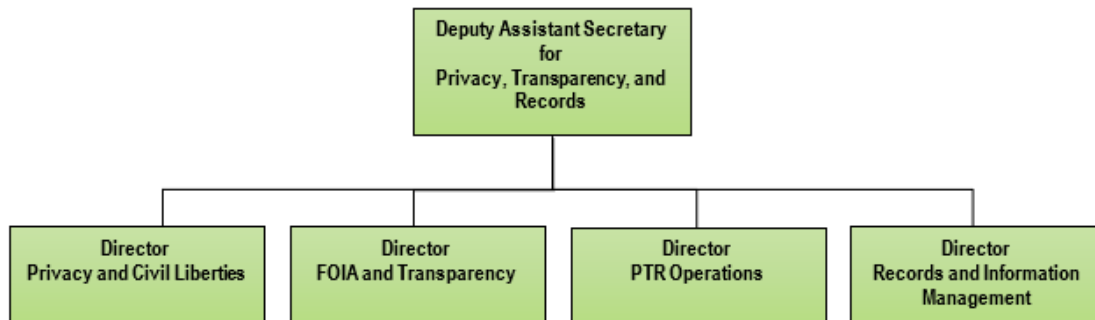 Deputy Assistant Secretary
for
Privacy, Transparency, and
Records
Director
Privacy and Civil Liberties
Director
FOIA and Transparency
Director
PTR Operations
Director
Records and Information
Management